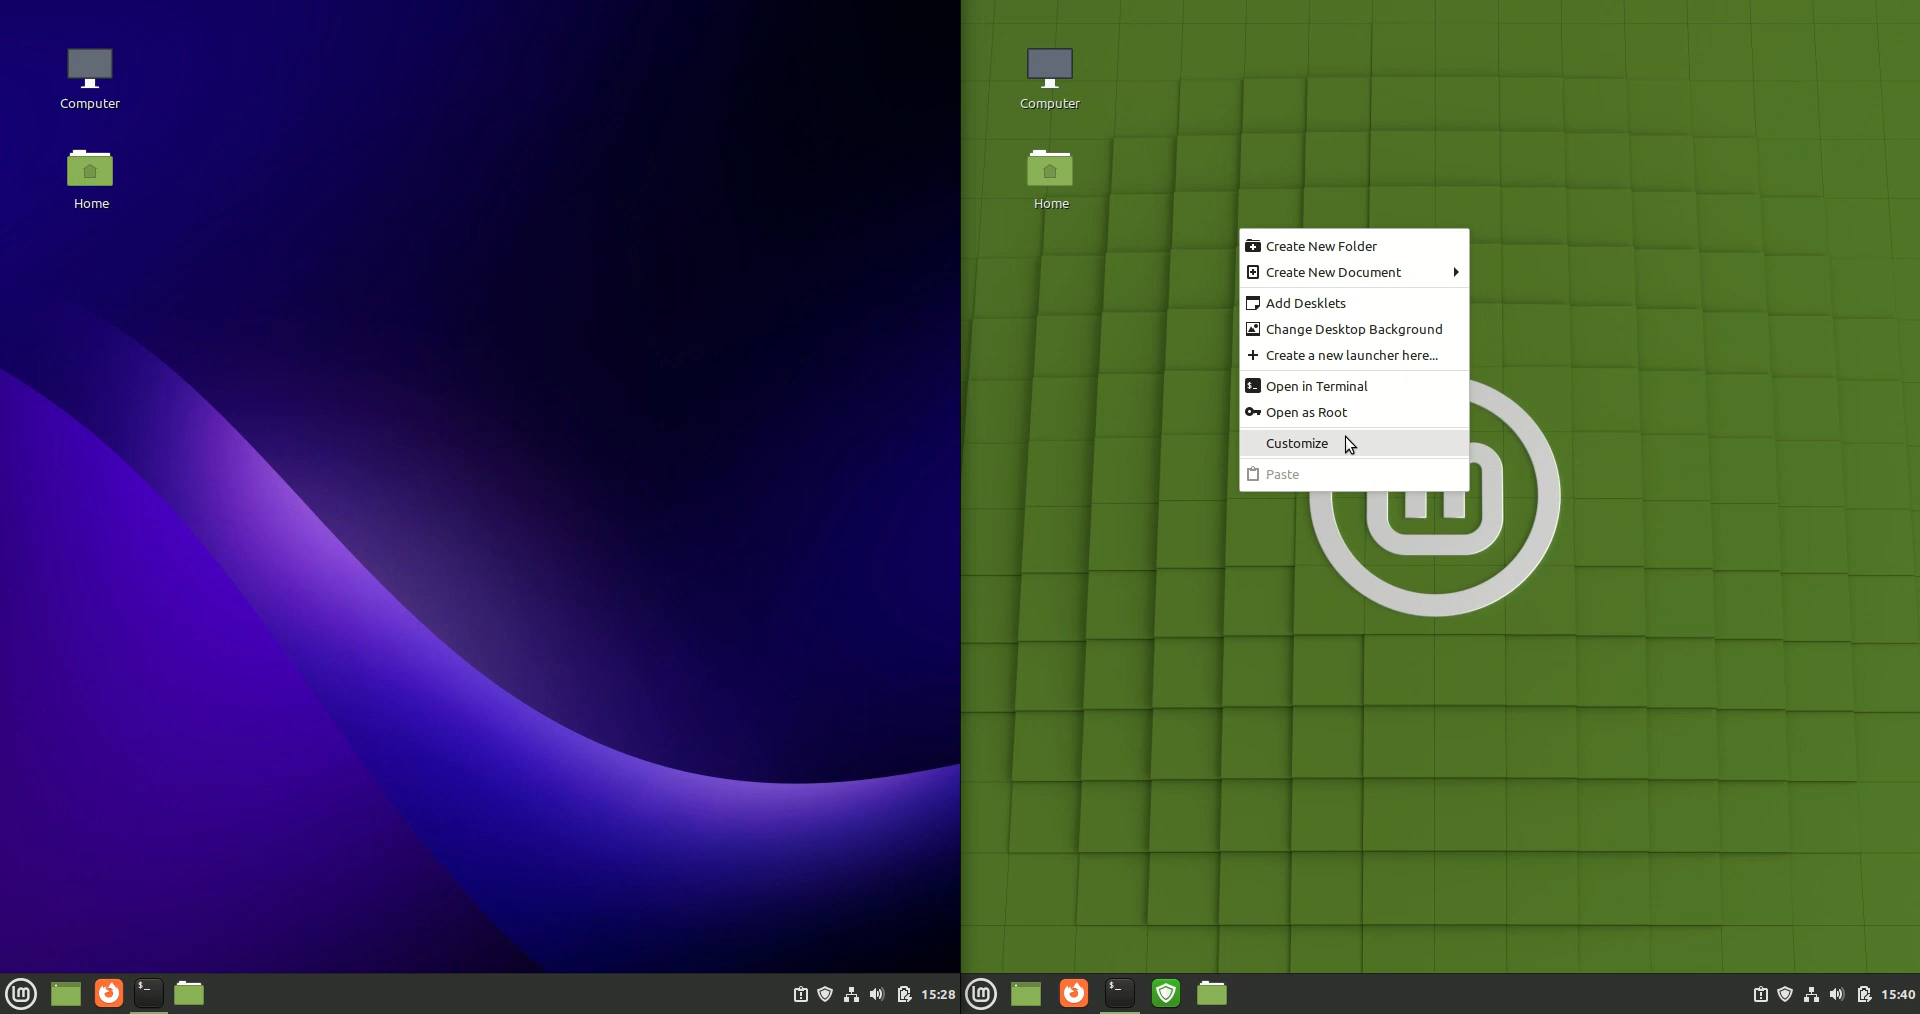 Computer
Home
15:28
Computer
Home
Create New Folder
Create New Document
Add Desklets
Change Desktop Background
Create a new launcher here...
$_ Open in Terminal
Open as Root
Customize
Paste
$_
$_
15:40